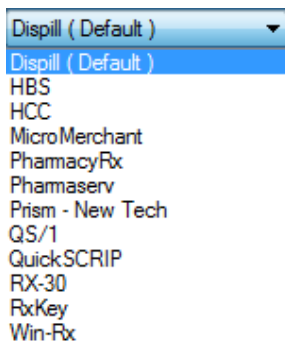 Dispill ( Default )
Dispill ( Default )
HBS
HCC
MicroMerchant
PharmacyRx
Pharmaserv
Prism - New Tech
QS/1
QuickSCRIP
RX-30
RxKey
Win-Rx